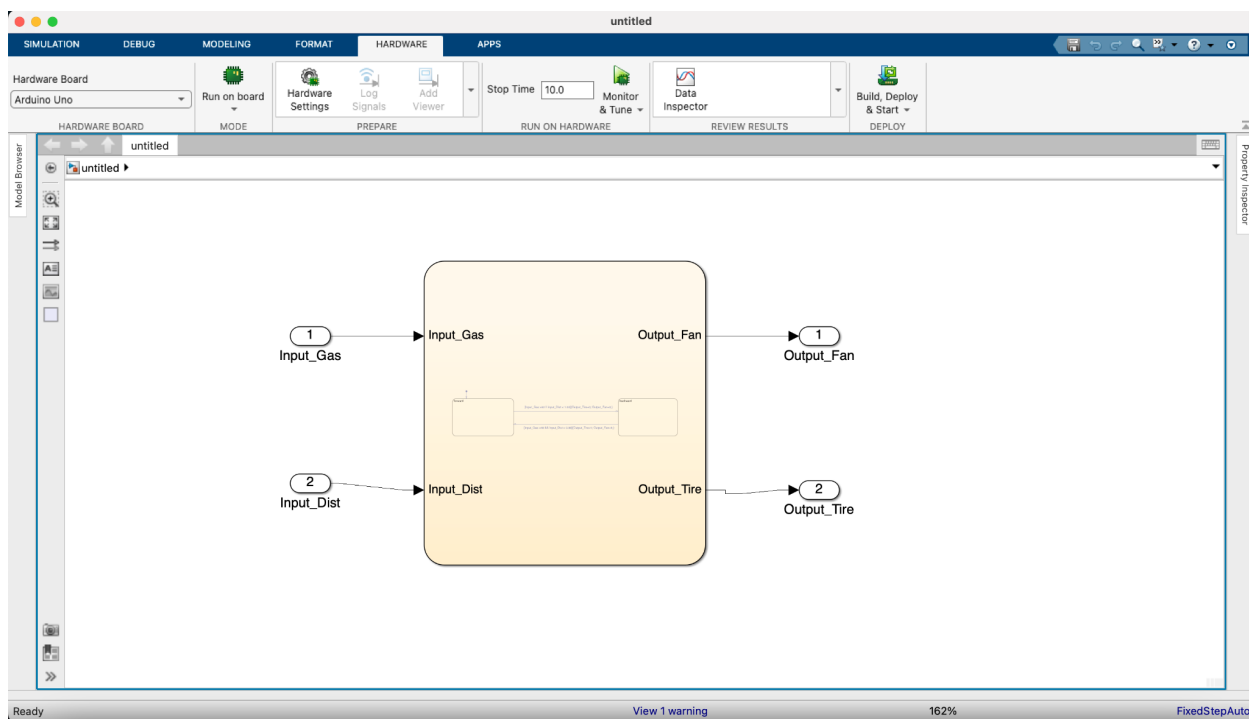 untitled
SIMULATION DEBUG MODELING FORMAT HARDWARE APPS
Hardware Board
Arduino Uno
Run on board
Hardware Settings
Log Signals
Add Viewer
Stop Time 10.0
Monitor & Tune
Data Inspector
Build, Deploy & Start
HARDWARE BOARD MODE PREPARE RUN ON HARDWARE REVIEW RESULTS DEPLOY
Model Browser
untitled
Property Inspector
untitled
1
Input_Gas
Input_Gas
Output_Fan
1
Output_Fan
2
Input_Dist
Input_Dist
Output_Tire
2
Output_Tire
Ready View 1 warning 162% FixedStepAuto